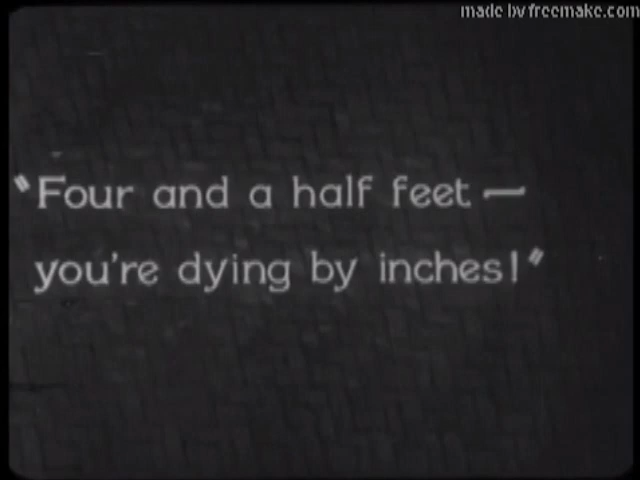 made by freemake.com
"Four and a half feet —
you're dying by inches!"